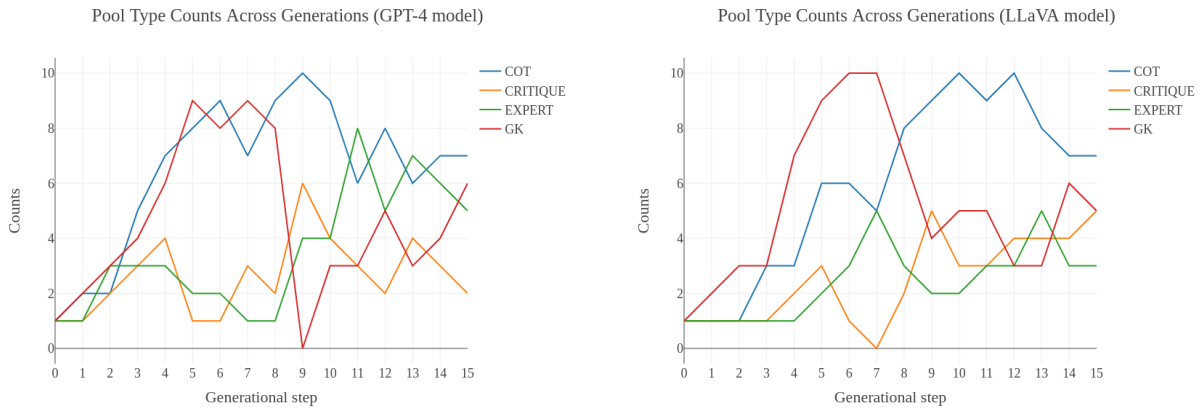 Pool Type Counts Across Generations (GPT-4 model)
10
8
6
4
2
0
Counts
0 1 2 3 4 5 6 7 8 9 10 11 12 13 14 15
Generational step
COT
CRITIQUE
EXPERT
GK
Pool Type Counts Across Generations (LLaVA model)
10
8
6
4
2
0
Counts
0 1 2 3 4 5 6 7 8 9 10 11 12 13 14 15
Generational step
COT
CRITIQUE
EXPERT
GK